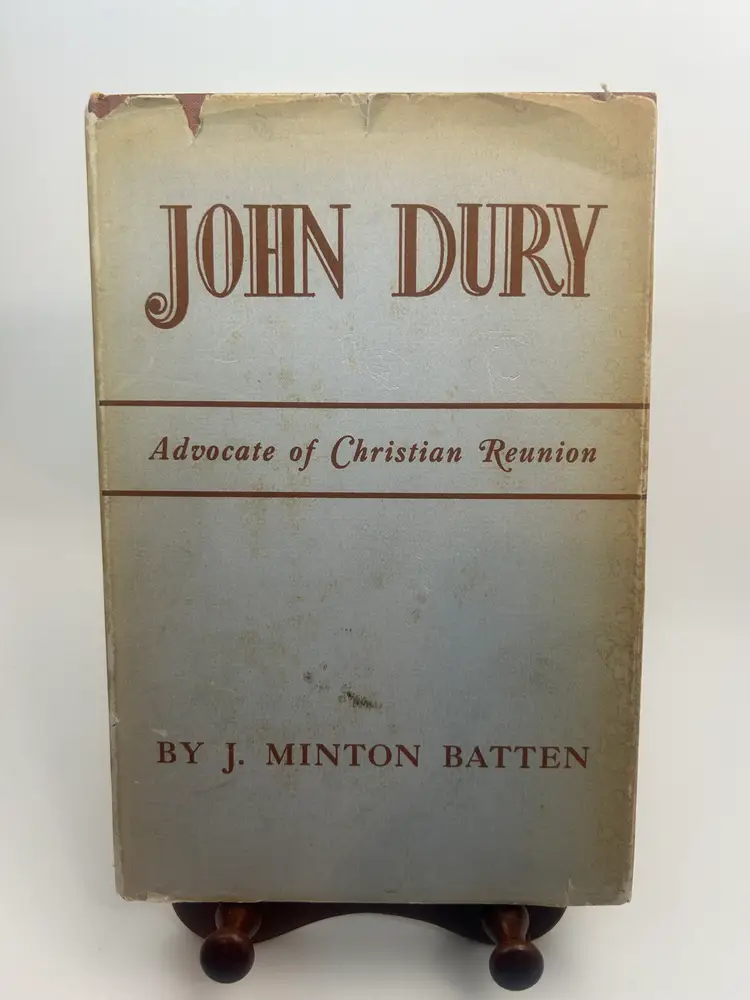 JOHN DURY
Advocate of Christian Reunion
BY J. MINTON BATTEN